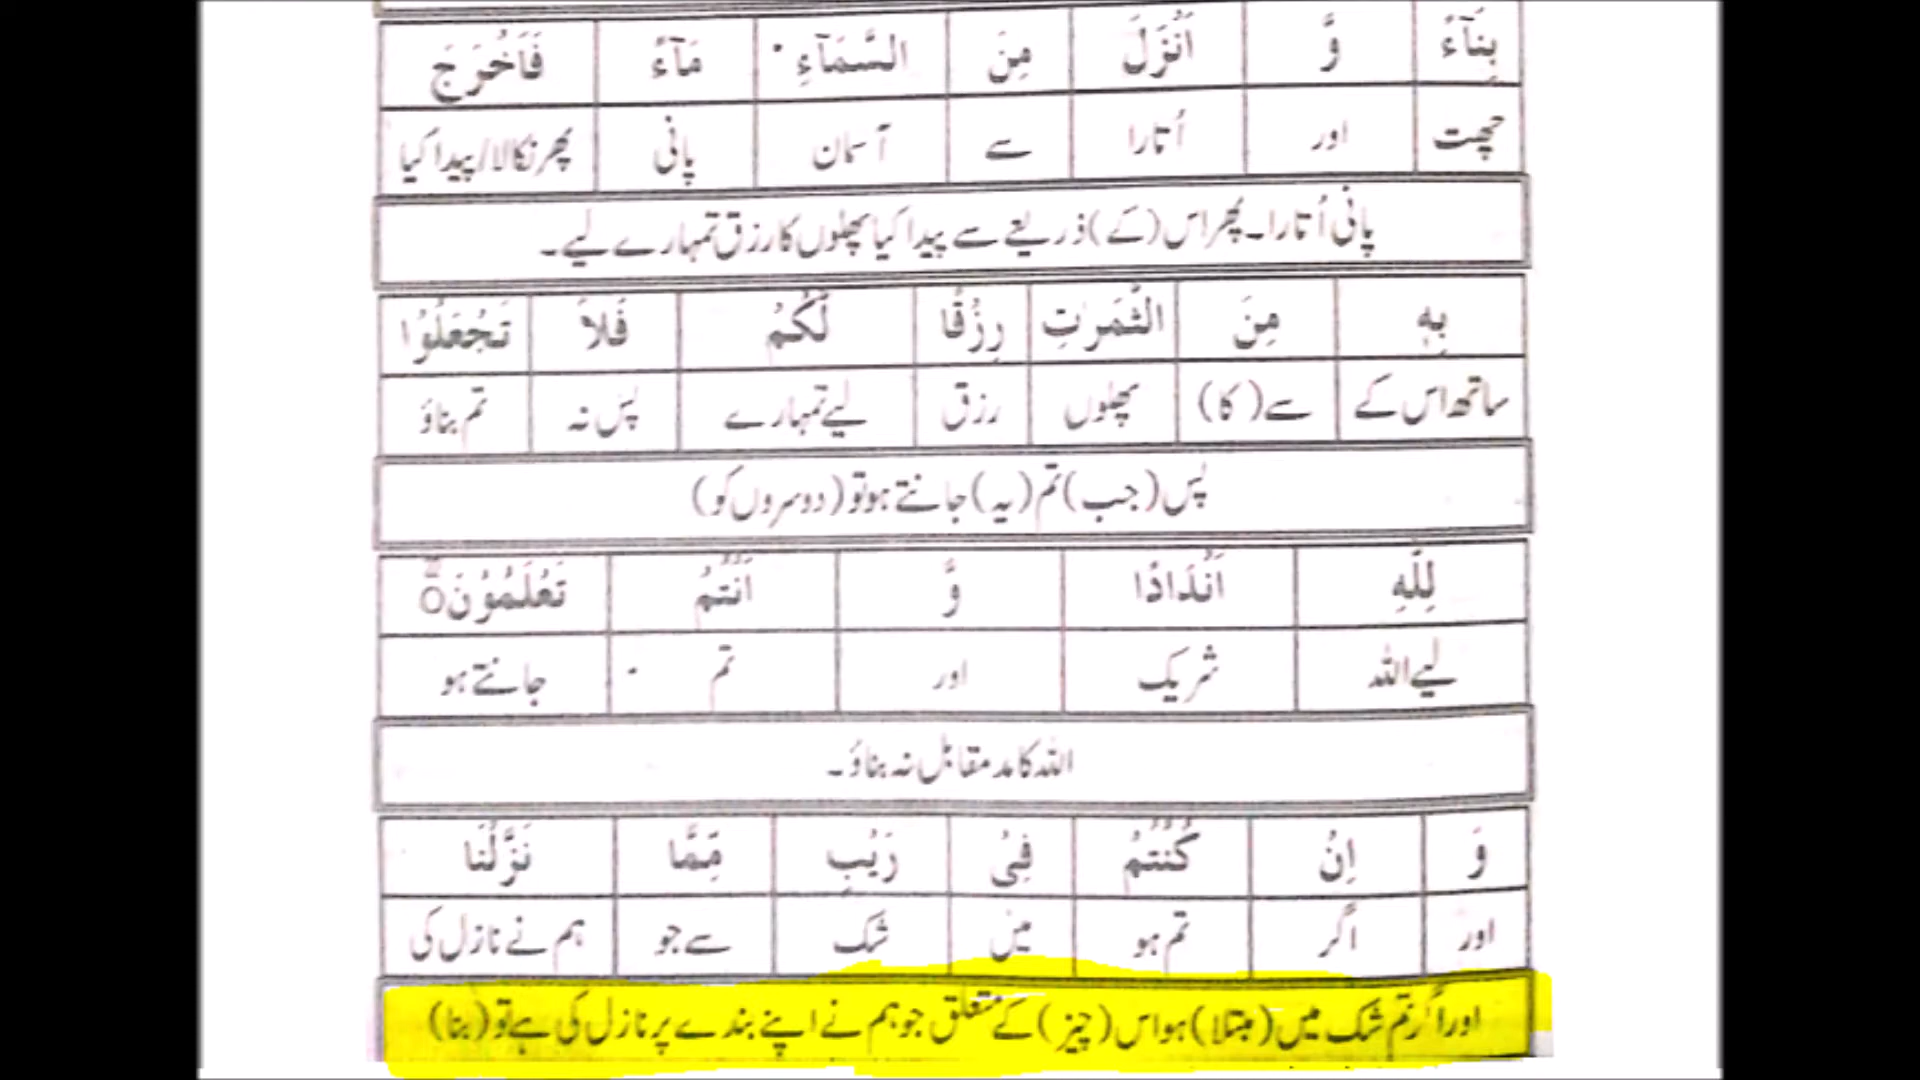 بِنَآءً وَّ اَنْزَلَ مِنَ السَّمَآءِ مَآءً فَاَخْرَجَ
چھت اور اُتارا سے آسمان پانی پھر نکالا/پیدا کیا
پانی اُتارا۔ پھر اس (کے) ذریعے سے پیدا کیا پھلوں کا رزق تمہارے لیے۔
بِهٖ مِنَ الثَّمَرٰتِ رِزْقًا لَّكُمْ فَلَا تَجْعَلُوْا
ساتھ اس کے سے (کا) پھلوں رزق لیے تمہارے پس نہ تم بناؤ
پس (جب) تم (یہ) جانتے ہو تو (دوسروں کو)
لِلّٰهِ اَنْدَادًا وَّ اَنْتُمْ تَعْلَمُوْنَ
لیے اللہ شریک اور تم جانتے ہو
اللہ کا مد مقابل نہ بناؤ۔
وَ اِنْ كُنْتُمْ فِیْ رَیْبٍ مِّمَّا نَزَّلْنَا
اور اگر تم ہو میں شک سے جو ہم نے نازل کی
اور اگر تم شک میں (مبتلا) ہو اس (چیز) کے متعلق جو ہم نے اپنے بندے پر نازل کی ہے تو (بنا)